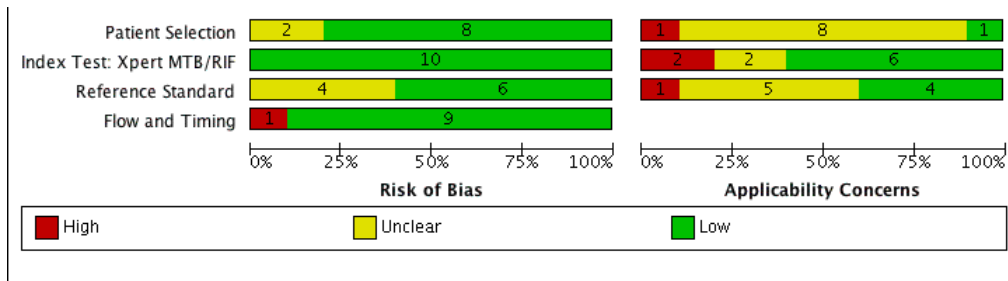 Patient Selection 2 8 1 8 1
Index Test: Xpert MTB/RIF 10 2 2 6
Reference Standard 4 6 1 5 4
Flow and Timing 1 9
0% 25% 50% 75% 100% 0% 25% 50% 75% 100%
Risk of Bias Applicability Concerns
High Unclear Low